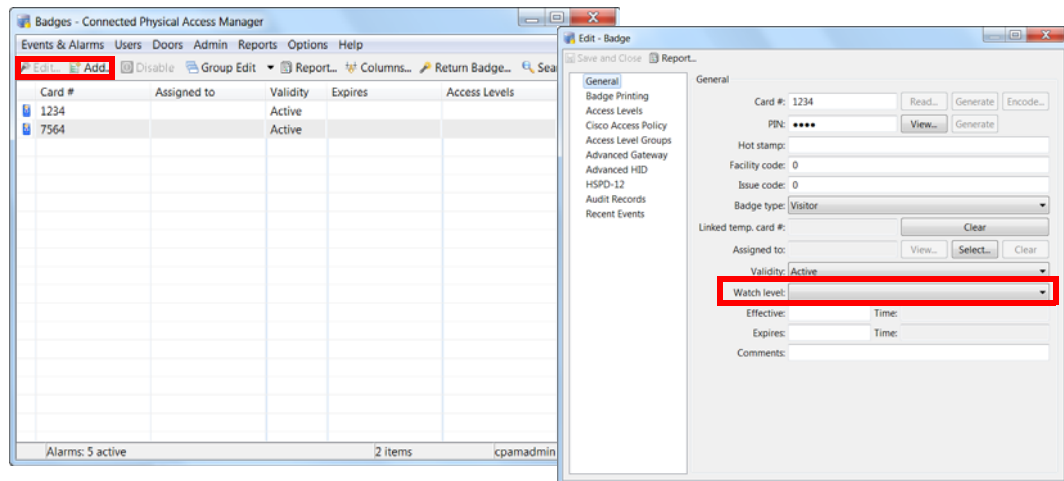 Badges - Connected Physical Access Manager
Events & Alarms Users Doors Admin Reports Options Help
Edit... Add... Disable Group Edit Report... Columns... Return Badge...
Card # Assigned to Validity Expires Access Levels
1234 Active
7564 Active
Alarms: 5 active 2 items cpamadmin
Edit - Badge
Save and Close Report...
General
Badge Printing
Access Levels
Cisco Access Policy
Access Level Groups
Advanced Gateway
Advanced HID
HSPD-12
Audit Records
Recent Events
General
Card #: 1234 Read... Generate Encode...
PIN: •••• View... Generate
Hot stamp:
Facility code: 0
Issue code: 0
Badge type: Visitor
Linked temp. card #: Clear
Assigned to: View... Select... Clear
Validity: Active
Watch level:
Effective: Time:
Expires: Time:
Comments: